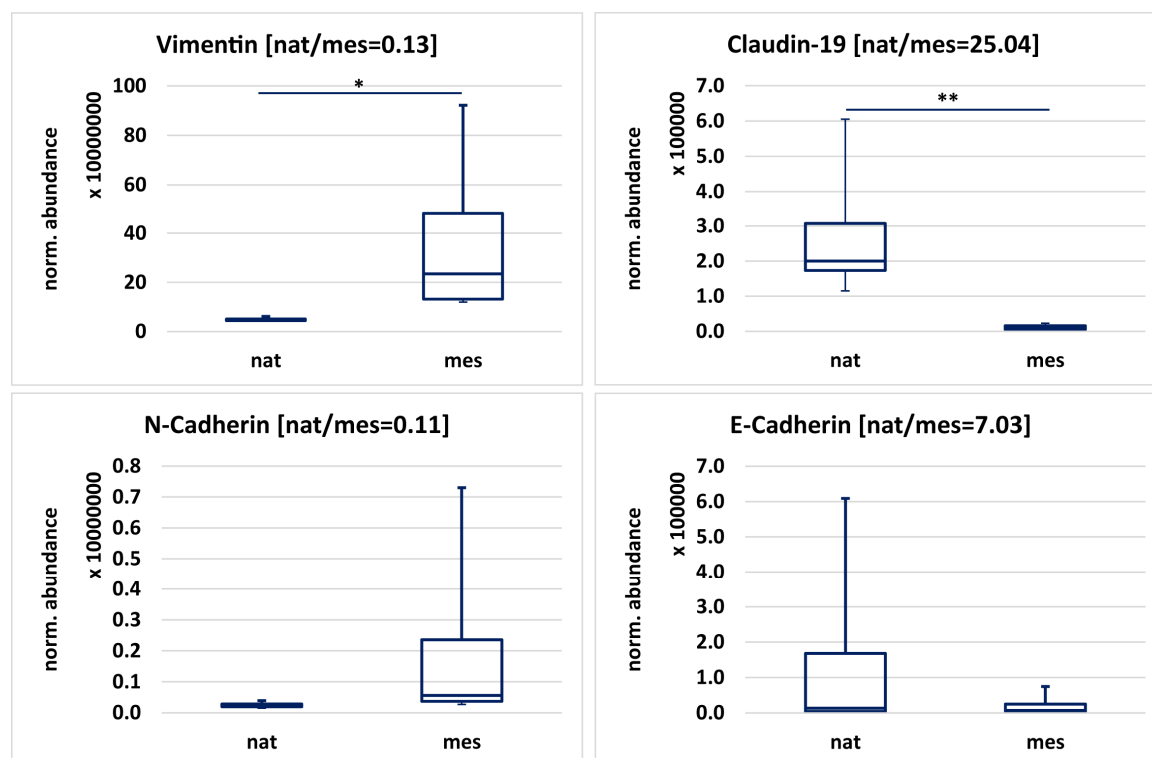 Vimentin [nat/mes=0.13]
*
norm. abundance
x 10000000
100
80
60
40
20
0
nat mes
Claudin-19 [nat/mes=25.04]
**
norm. abundance
x 100000
7.0
6.0
5.0
4.0
3.0
2.0
1.0
0.0
nat mes
N-Cadherin [nat/mes=0.11]
norm. abundance
x 10000000
0.8
0.7
0.6
0.5
0.4
0.3
0.2
0.1
0.0
nat mes
E-Cadherin [nat/mes=7.03]
norm. abundance
x 100000
7.0
6.0
5.0
4.0
3.0
2.0
1.0
0.0
nat mes